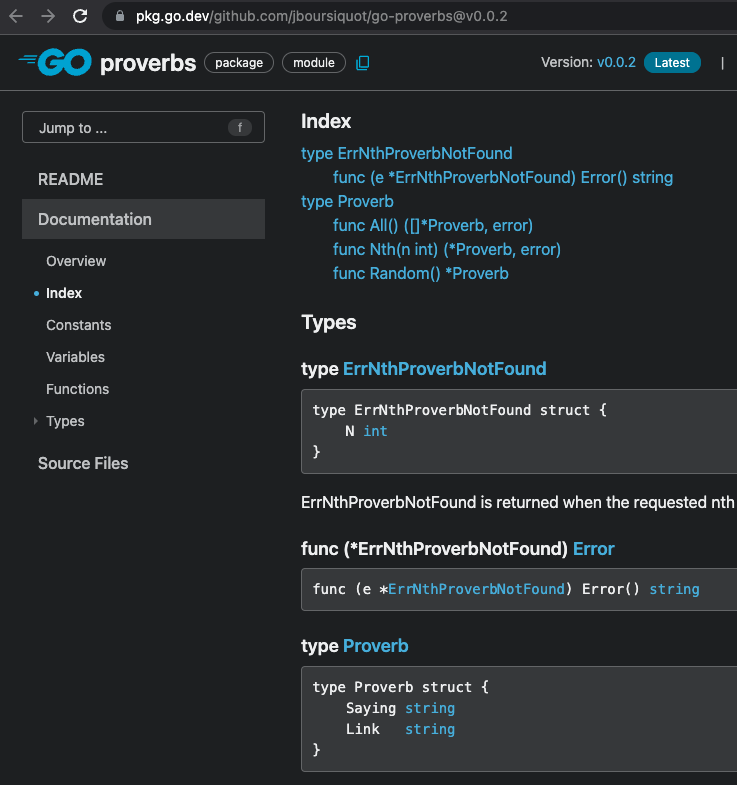 pkg.go.dev/github.com/jboursiquot/go-proverbs@v0.0.2
GO proverbs package module Version: v0.0.2 Latest |
Jump to ... f
README
Documentation
Overview
Index
Constants
Variables
Functions
Types
Source Files
Index
type ErrNthProverbNotFound
func (e *ErrNthProverbNotFound) Error() string
type Proverb
func All() ([]*Proverb, error)
func Nth(n int) (*Proverb, error)
func Random() *Proverb
Types
type ErrNthProverbNotFound
type ErrNthProverbNotFound struct {
N int
}
ErrNthProverbNotFound is returned when the requested nth
func (*ErrNthProverbNotFound) Error
func (e *ErrNthProverbNotFound) Error() string
type Proverb
type Proverb struct {
Saying string
Link string
}